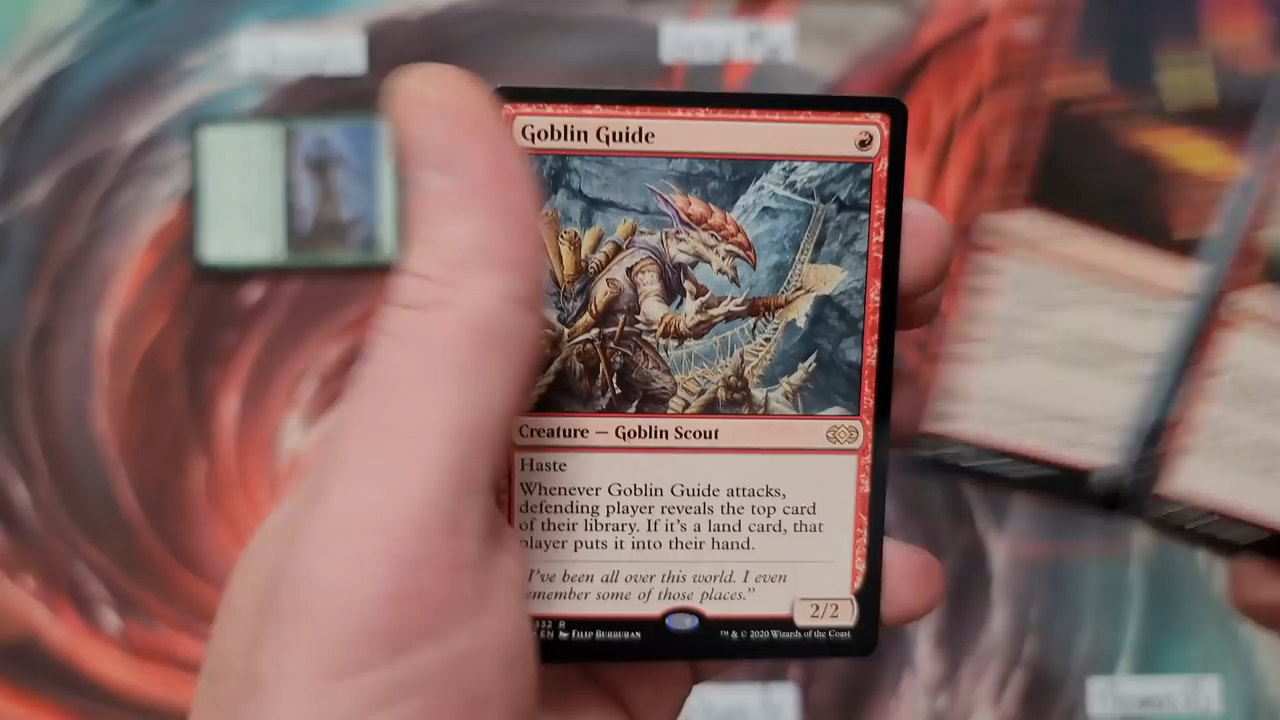 Goblin Guide
Creature — Goblin Scout
Haste
Whenever Goblin Guide attacks,
defending player reveals the top card
of their library. If it's a land card, that
player puts it into their hand.
I've been all over this world. I even
some of those places."
2/2
332 R
EN Filip Burburan
™ & © 2020 Wizards of the Coast